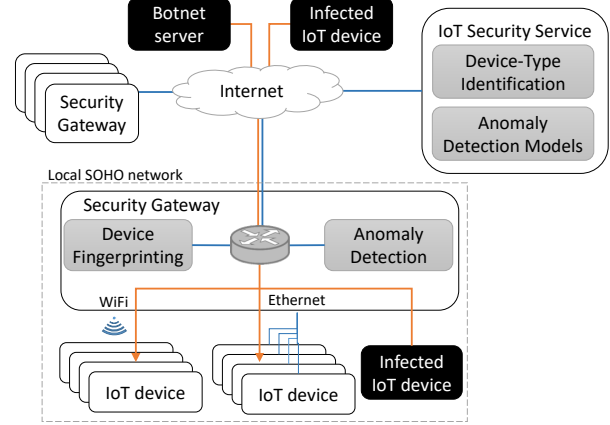 Botnet
server
Infected
IoT device
IoT Security Service
Device-Type
Identification
Anomaly
Detection Models
Internet
Security
Gateway
Local SOHO network
Security Gateway
Device
Fingerprinting
Anomaly
Detection
WiFi
Ethernet
IoT device
IoT device
Infected
IoT device